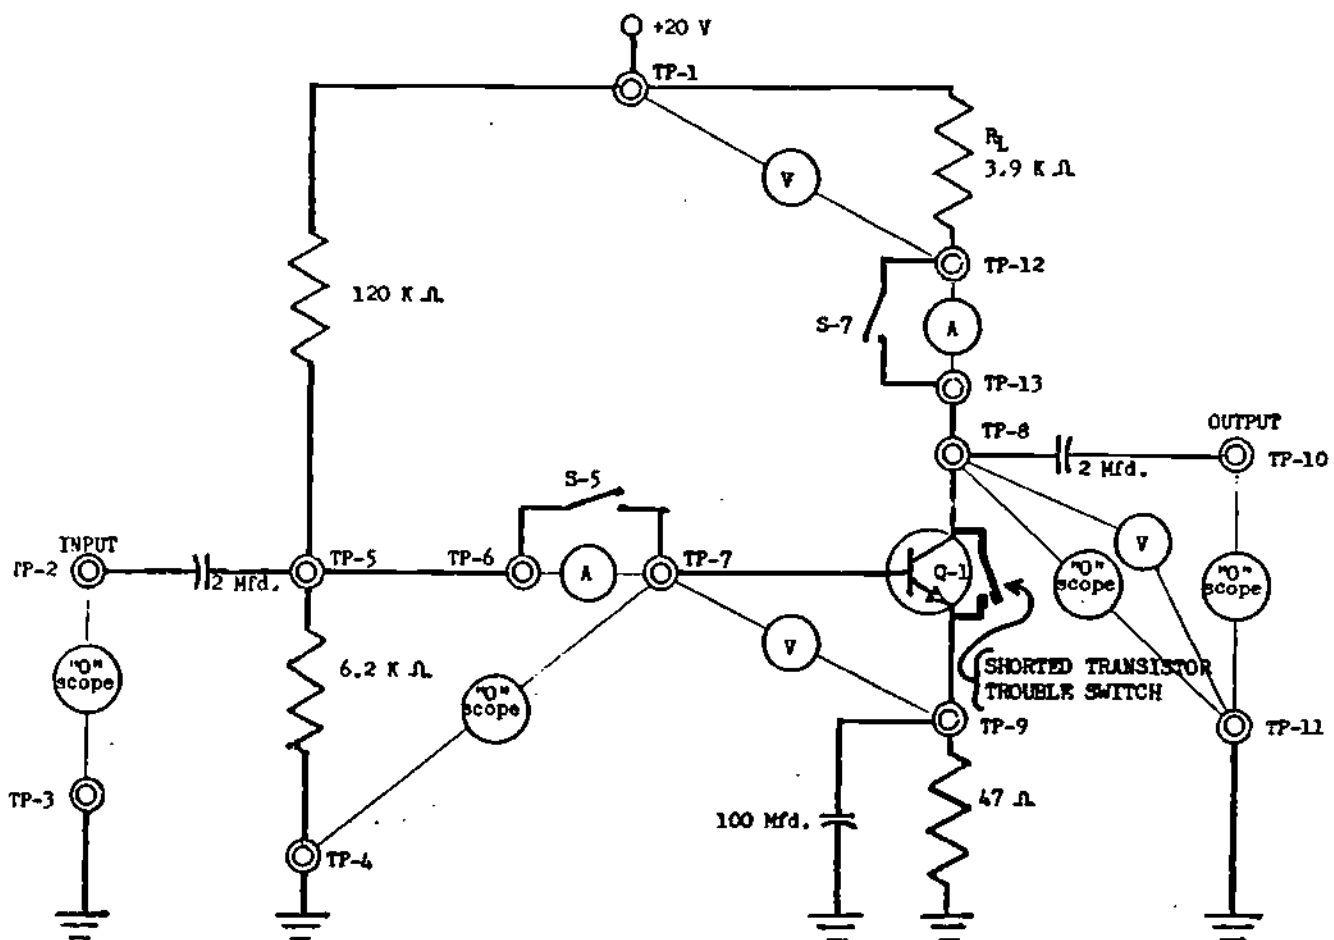 +20 V
TP-1
R_L
3.9 K Ω
V
TP-12
120 K Ω
S-7
A
TP-13
TP-8
OUTPUT
2 Mfd.
TP-10
S-5
INPUT
TP-2
2 Mfd.
TP-5
TP-6
A
TP-7
Q-1
V
"O"
scope
"O"
scope
"O"
scope
6.2 K Ω
"O"
scope
V
SHORTED TRANSISTOR
TROUBLE SWITCH
TP-9
TP-11
TP-3
47 Ω
100 Mfd.
TP-4